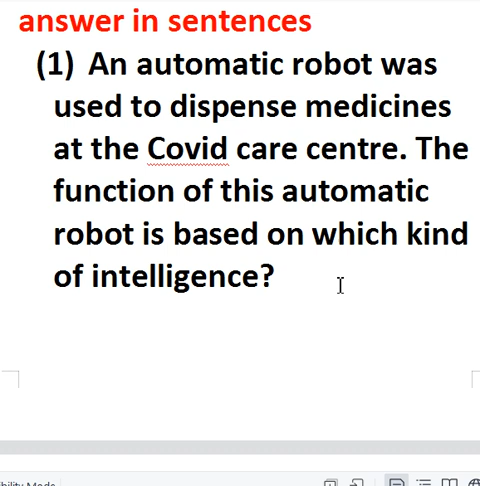 answer in sentences
(1) An automatic robot was
used to dispense medicines
at the Covid care centre. The
function of this automatic
robot is based on which kind
of intelligence?